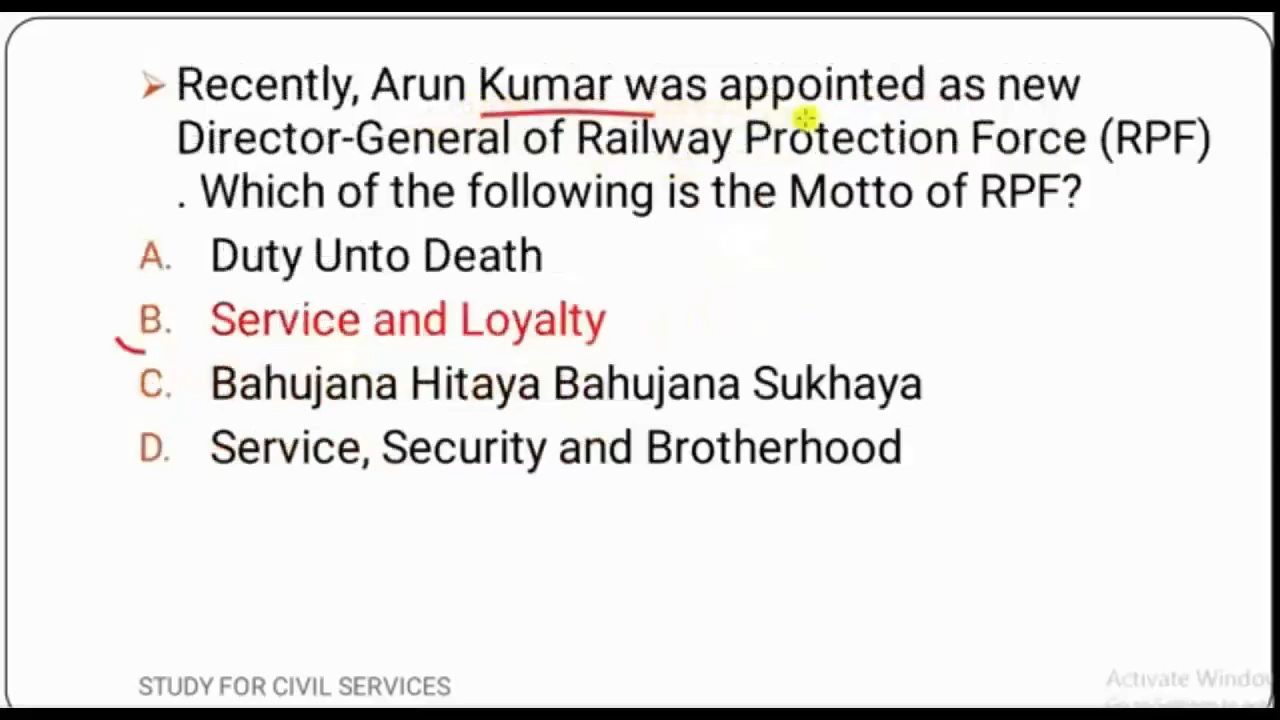 Recently, Arun Kumar was appointed as new
Director-General of Railway Protection Force (RPF)
. Which of the following is the Motto of RPF?
A. Duty Unto Death
B. Service and Loyalty
C. Bahujana Hitaya Bahujana Sukhaya
D. Service, Security and Brotherhood
STUDY FOR CIVIL SERVICES
Activate Windo